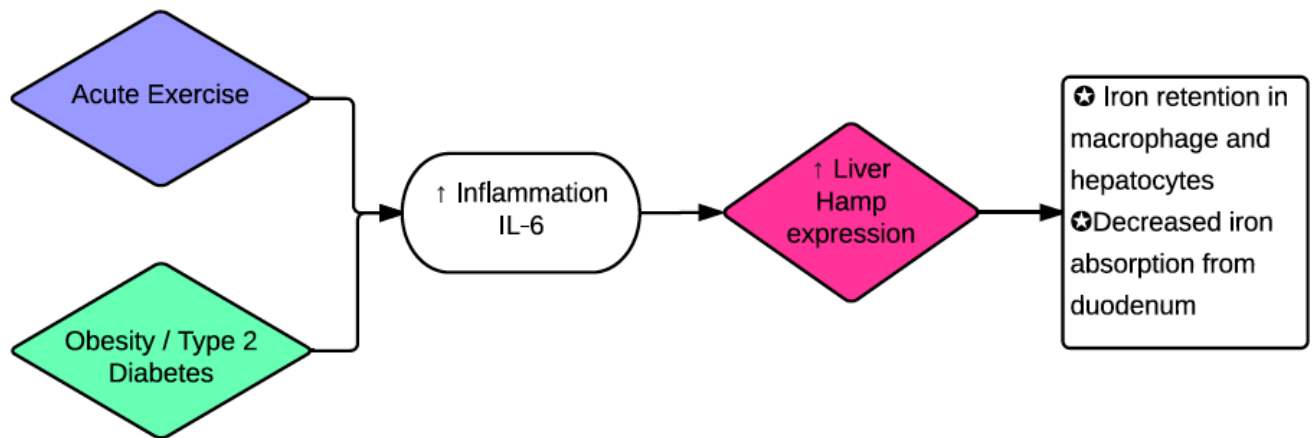 Acute Exercise
Obesity / Type 2
Diabetes
↑ Inflammation
IL-6
↑ Liver
Hamp
expression
✪ Iron retention in
macrophage and
hepatocytes
✪Decreased iron
absorption from
duodenum